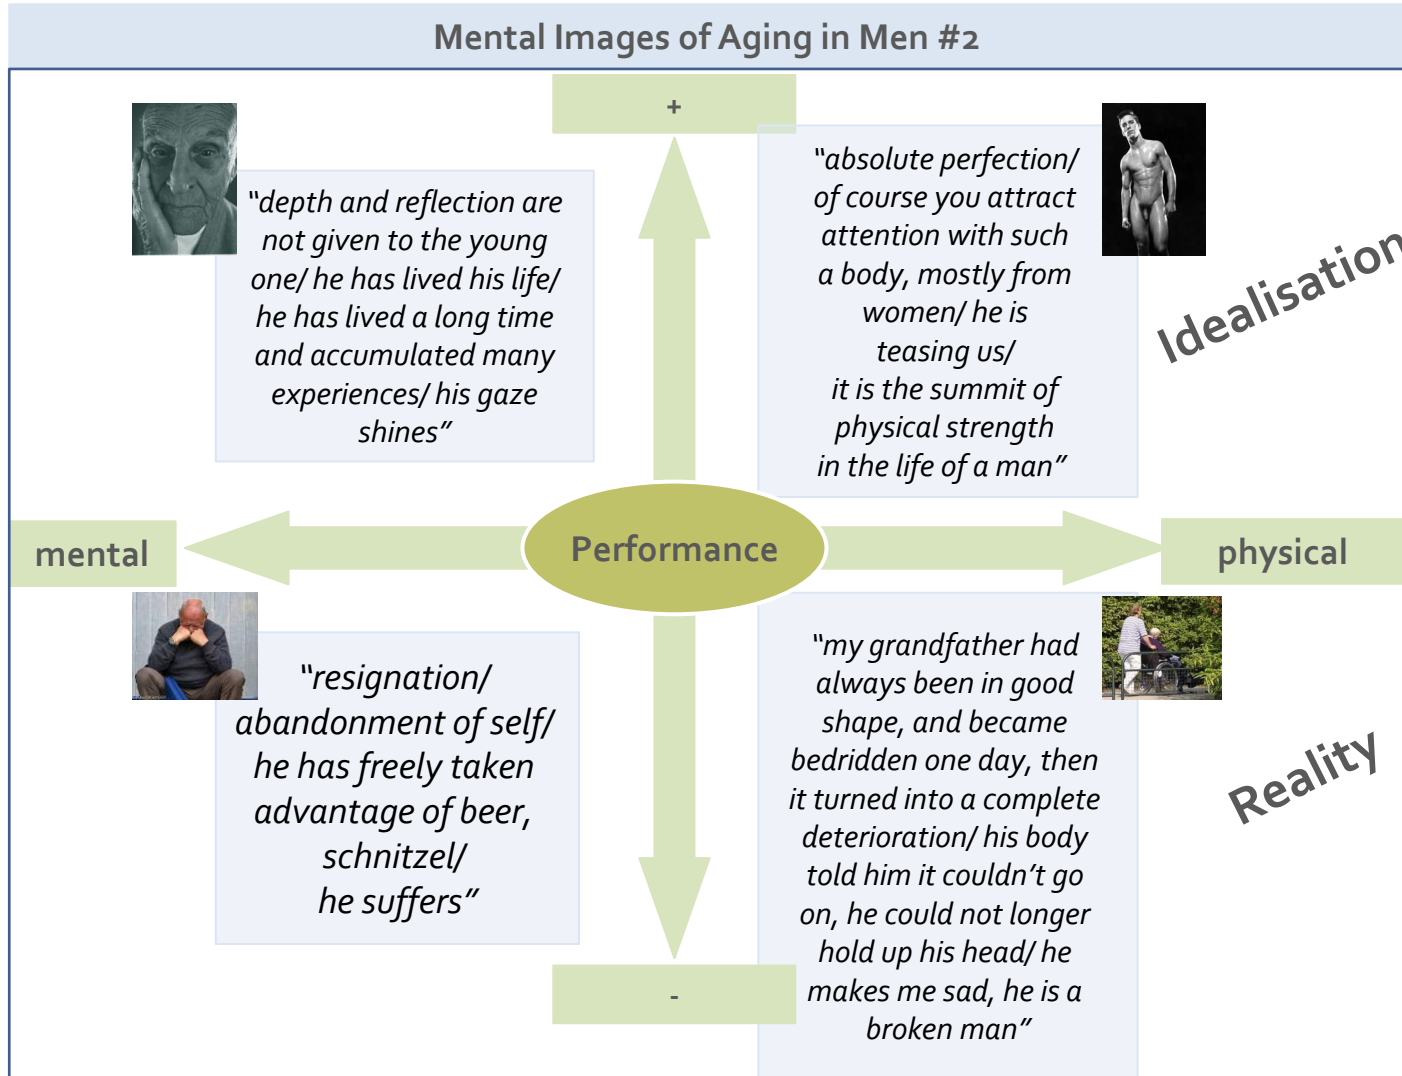 Mental Images of Aging in Men #2
+
“depth and reflection are
not given to the young
one/ he has lived his life/
he has lived a long time
and accumulated many
experiences/ his gaze
shines”
“absolute perfection/
of course you attract
attention with such
a body, mostly from
women/ he is
teasing us/
it is the summit of
physical strength
in the life of a man”
Idealisation
mental
Performance
physical
“resignation/
abandonment of self/
he has freely taken
advantage of beer,
schnitzel/
he suffers”
“my grandfather had
always been in good
shape, and became
bedridden one day, then
it turned into a complete
deterioration/ his body
told him it couldn’t go
on, he could not longer
hold up his head/ he
makes me sad, he is a
broken man”
Reality
-